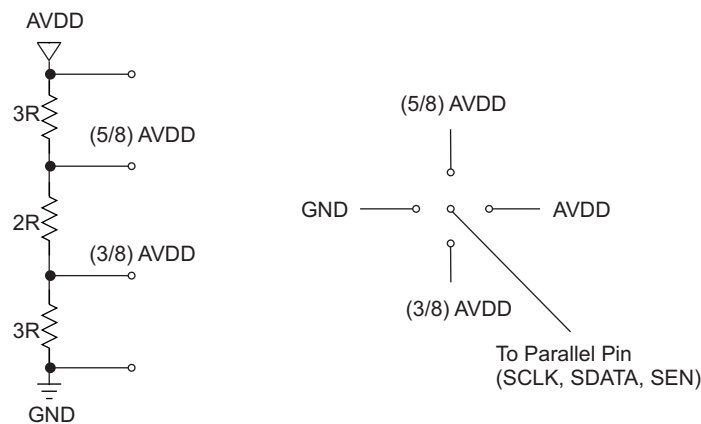 AVDD
3R
(5/8) AVDD
2R
(3/8) AVDD
3R
GND
(5/8) AVDD
GND
AVDD
(3/8) AVDD
To Parallel Pin
(SCLK, SDATA, SEN)